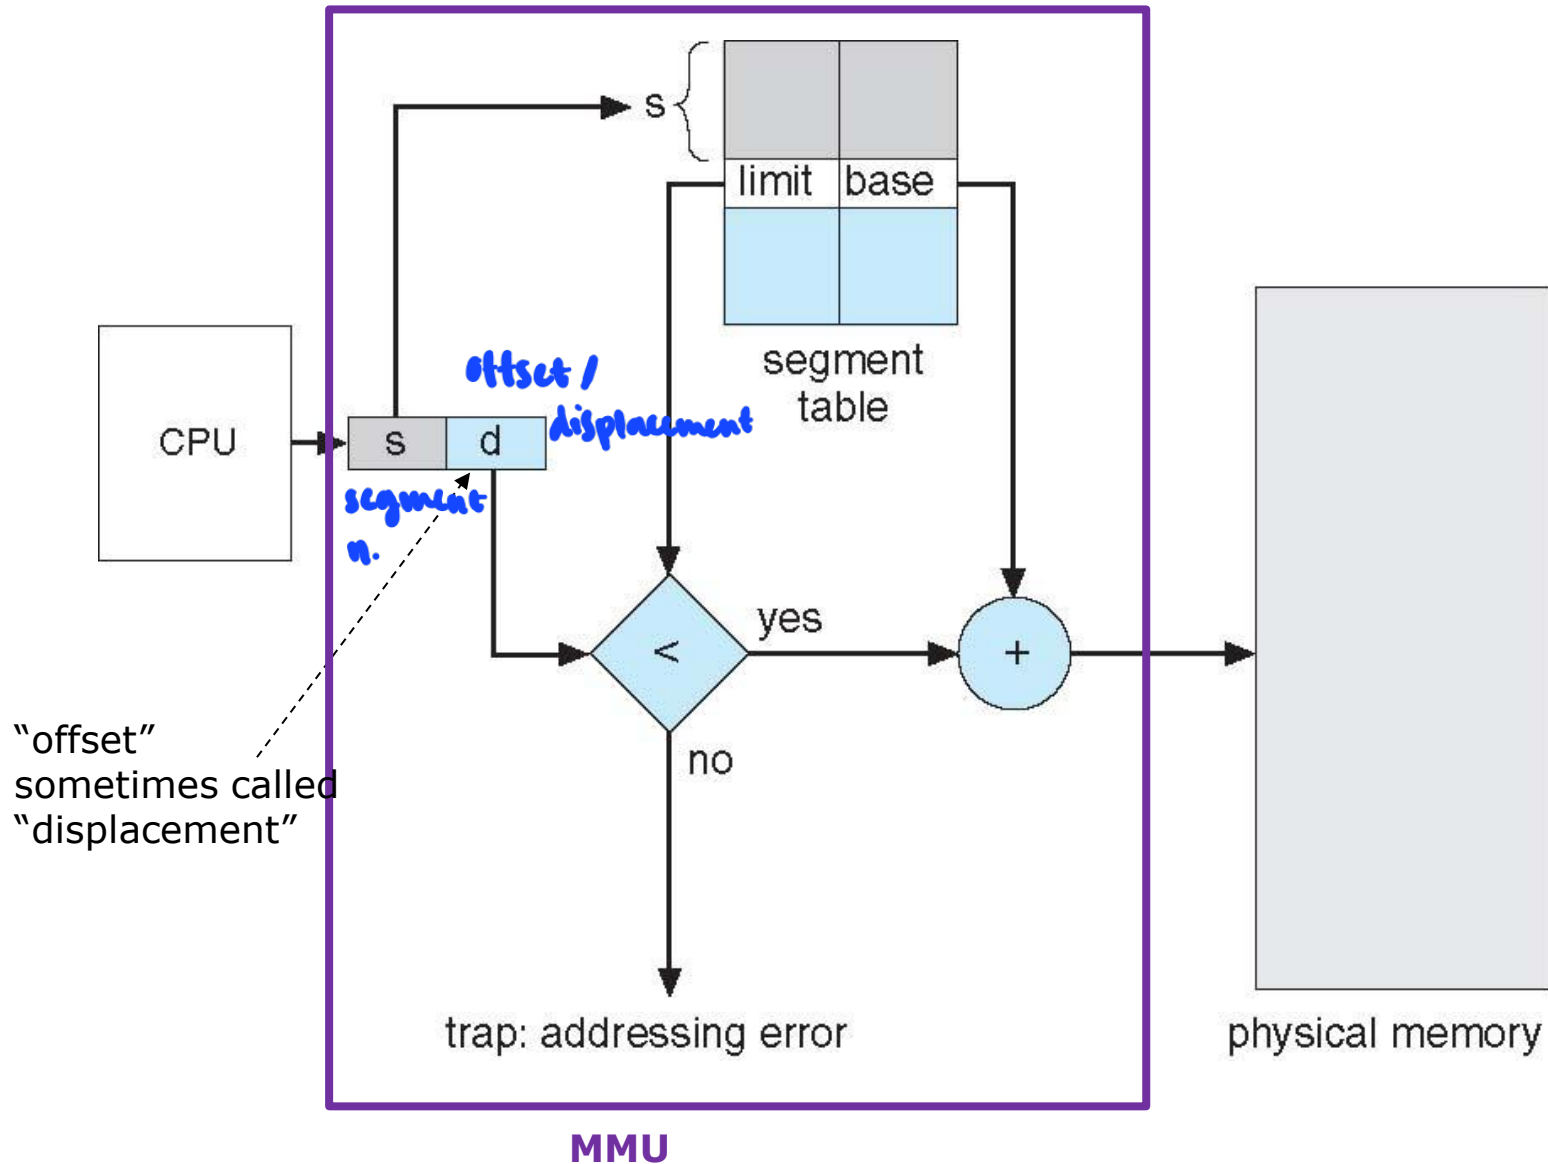 s
limit base
segment
table
offset /
displacement
CPU
s d
segment
n.
<
yes
+
no
“offset”
sometimes called
“displacement”
trap: addressing error
physical memory
MMU